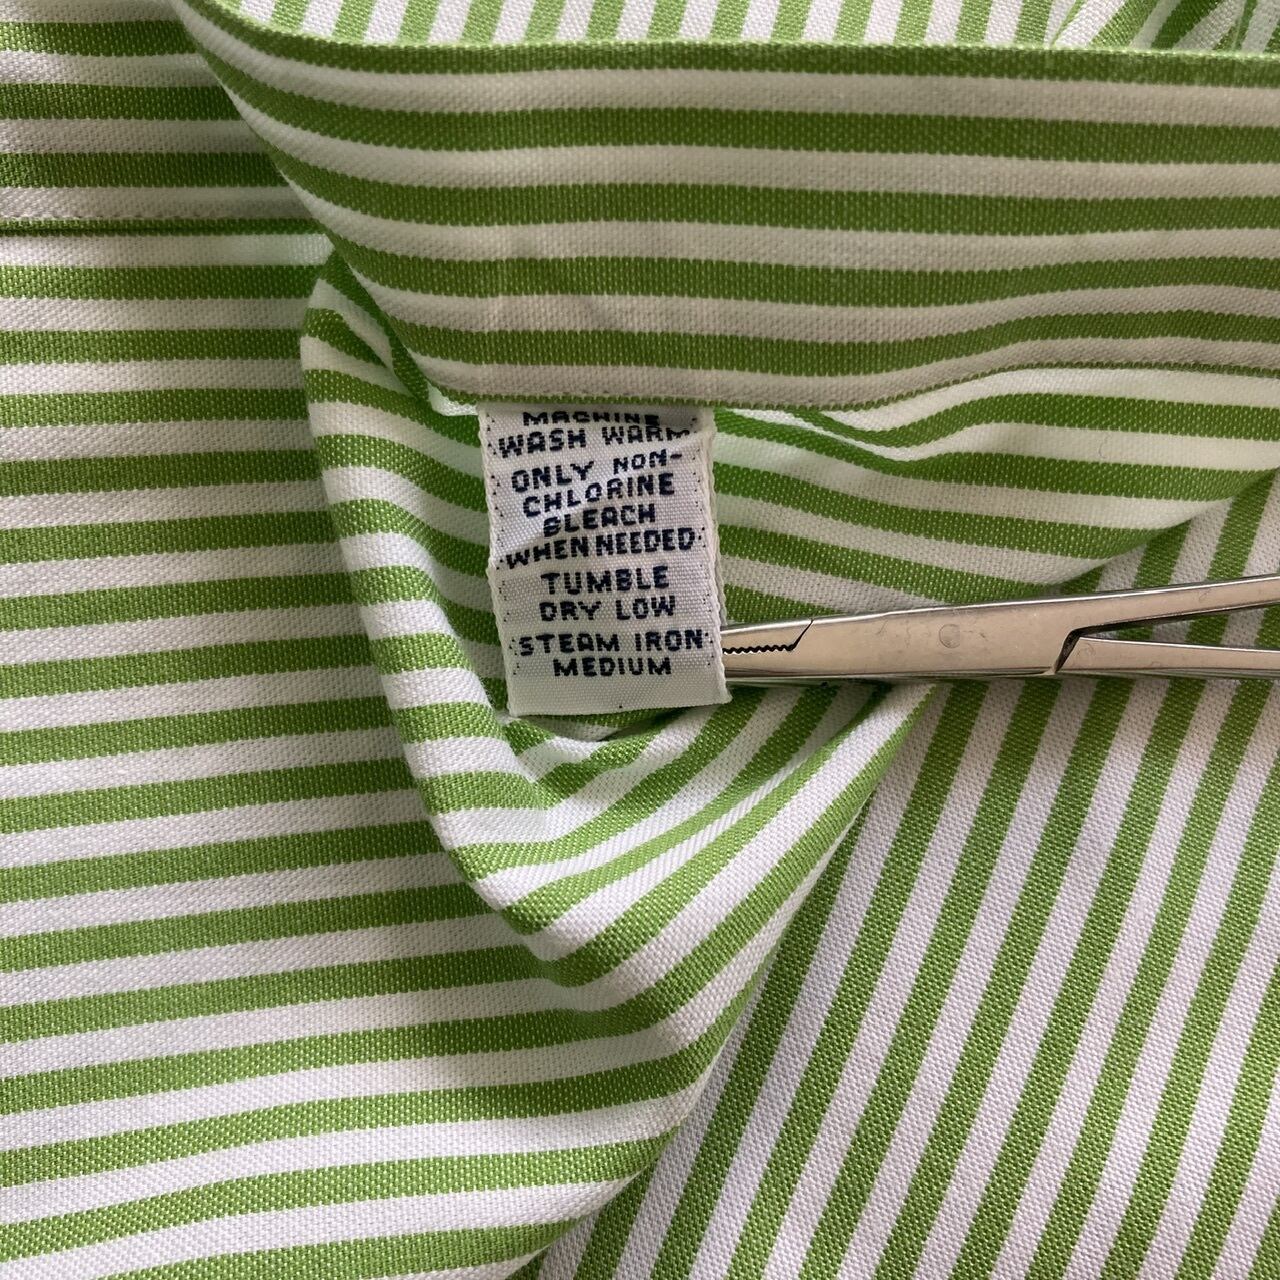 MACHINE
WASH WARM
ONLY NON-
CHLORINE
BLEACH
WHEN NEEDED
TUMBLE
DRY LOW
STEAM IRON
MEDIUM